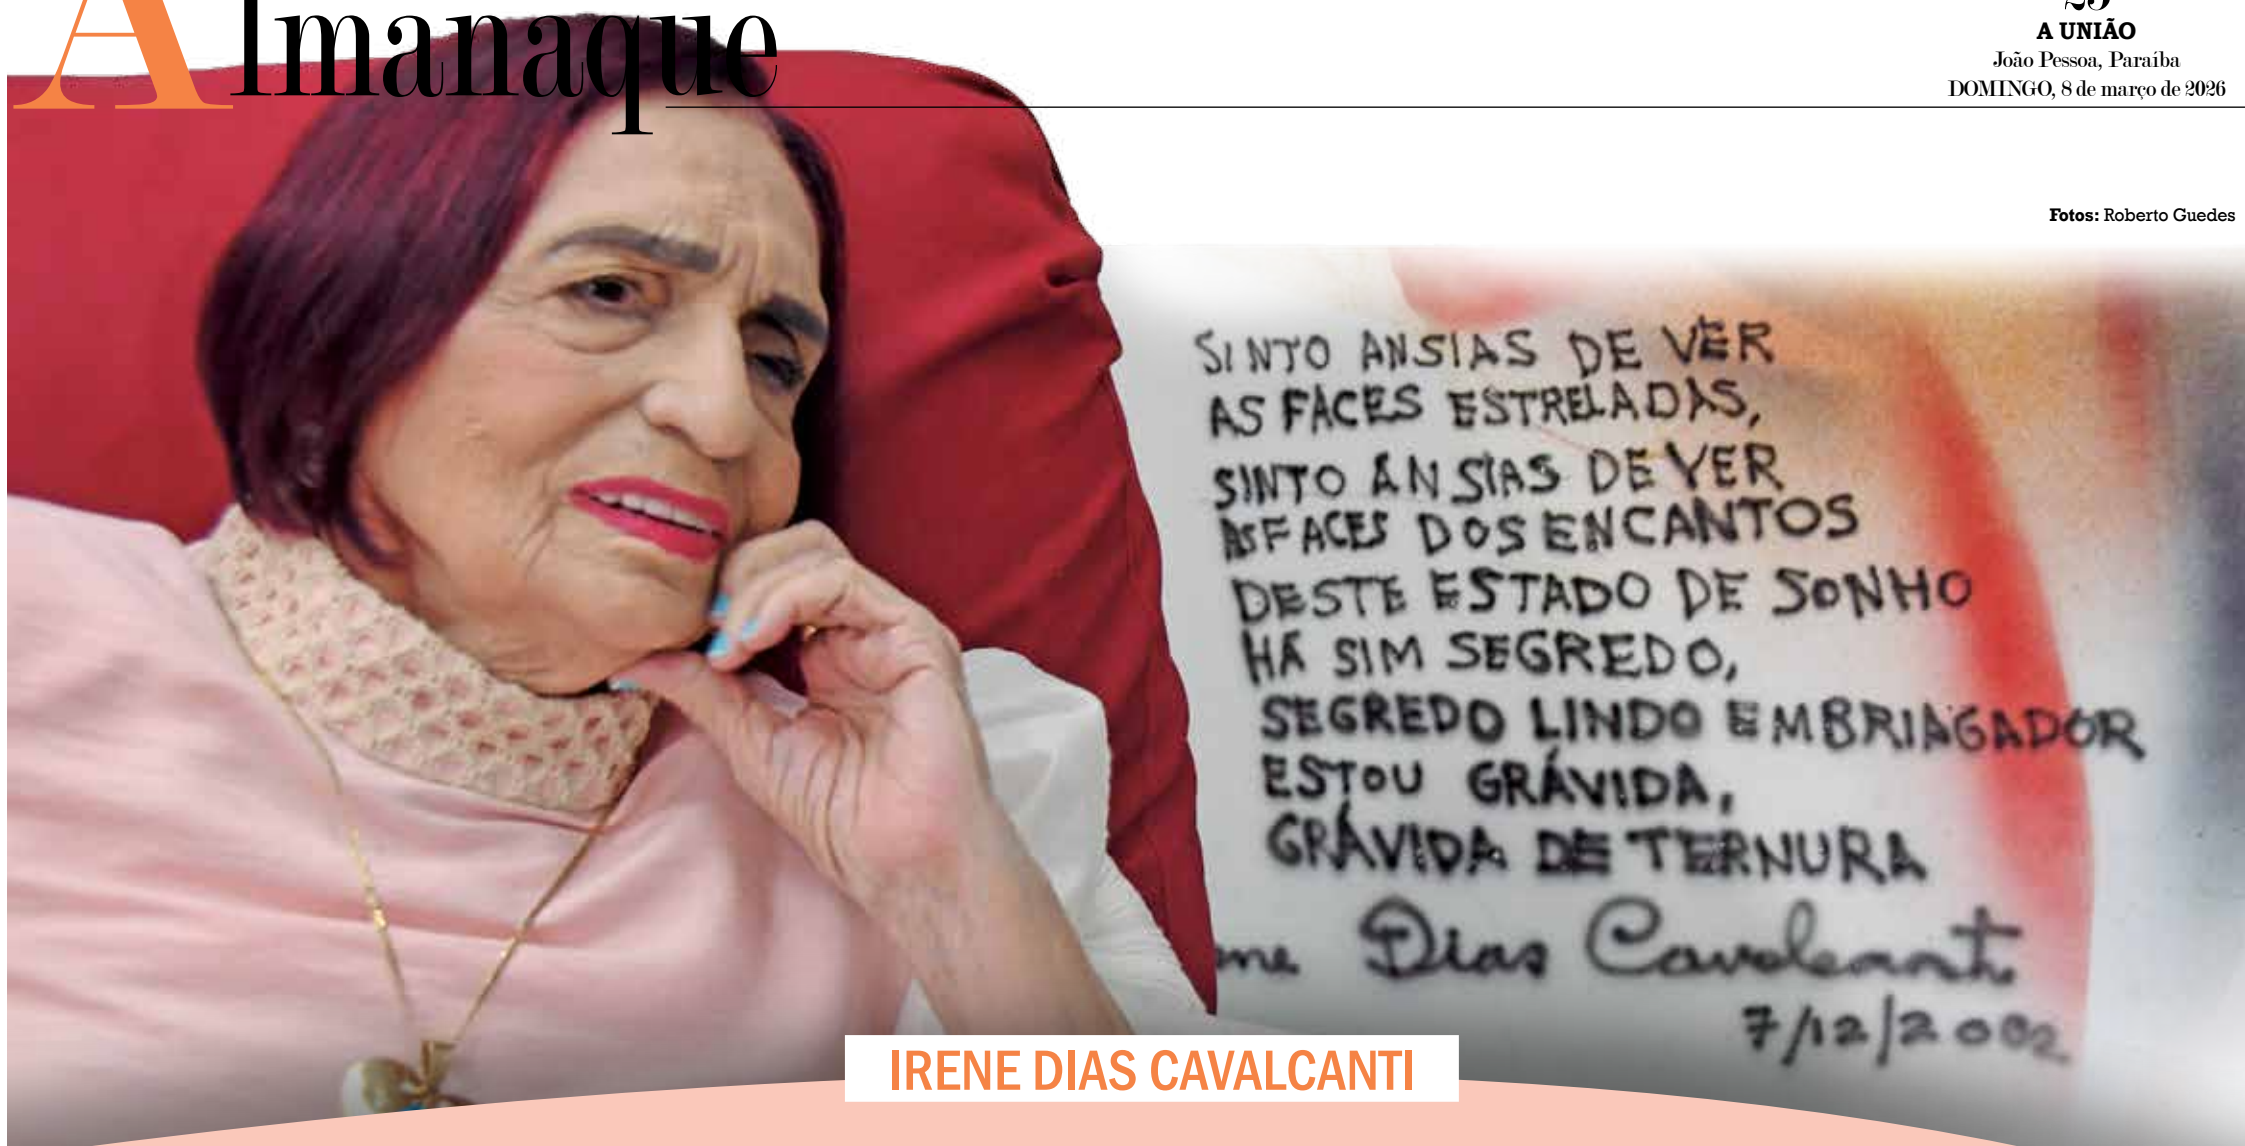 Almanaque
25
A UNIÃO
João Pessoa, Paraíba
DOMINGO, 8 de março de 2026
Fotos: Roberto Guedes
SINTO ANSIAS DE VER
AS FACES ESTRELADAS,
SINTO ANSIAS DE VER
AS FACES DOS ENCANTOS
DESTE ESTADO DE SONHO
HÁ SIM SEGREDO,
SEGREDO LINDO EMBRIAGADOR
ESTOU GRÁVIDA,
GRÁVIDA DE TERNURA
ne Dias Cavalcanti
7/12/2002
IRENE DIAS CAVALCANTI